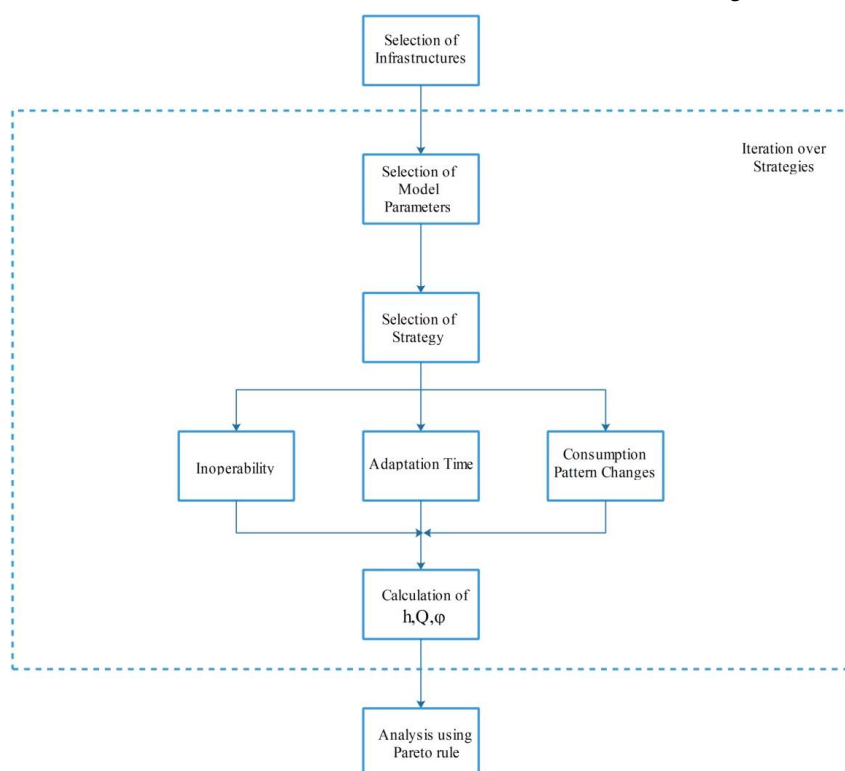 Selection of
Infrastructures
Iteration over
Strategies
Selection of
Model
Parameters
Selection of
Strategy
Inoperability
Adaptation Time
Consumption
Pattern Changes
Calculation of
h,Q,φ
Analysis using
Pareto rule